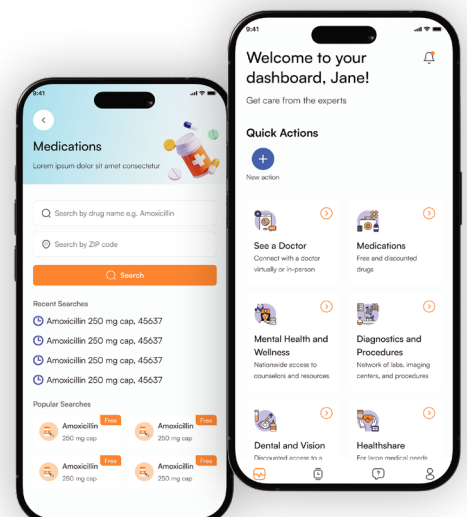 9:41
Medications
Lorem ipsum dolor sit amet consectetur
Search by drug name e.g. Amoxicillin
Search by ZIP code
Search
Recent Searches
Amoxicillin 250 mg cap, 45637
Amoxicillin 250 mg cap, 45637
Amoxicillin 250 mg cap, 45637
Amoxicillin 250 mg cap, 45637
Popular Searches
Free
Amoxicillin
250 mg cap
Free
Amoxicillin
250 mg cap
Free
Amoxicillin
250 mg cap
Free
Amoxicillin
250 mg cap
9:41
Welcome to your
dashboard, Jane!
Get care from the experts
Quick Actions
New action
See a Doctor
Connect with a doctor
virtually or in-person
Medications
Free and discounted
drugs
Mental Health and
Wellness
Nationwide access to
counselors and resources
Diagnostics and
Procedures
Network of labs, imaging
centers, and procedures
Dental and Vision
Discounted access to a
Healthshare
For large medical needs